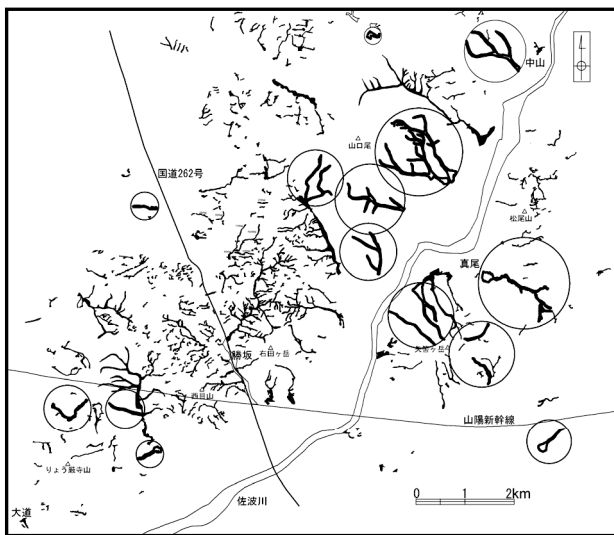 中山
山口尾
国道262号
松尾山
真尾
矢筈ヶ岳
勝坂
右田ヶ岳
西目山
山陽新幹線
りょう厳寺山
佐波川
大道
0 1 2km